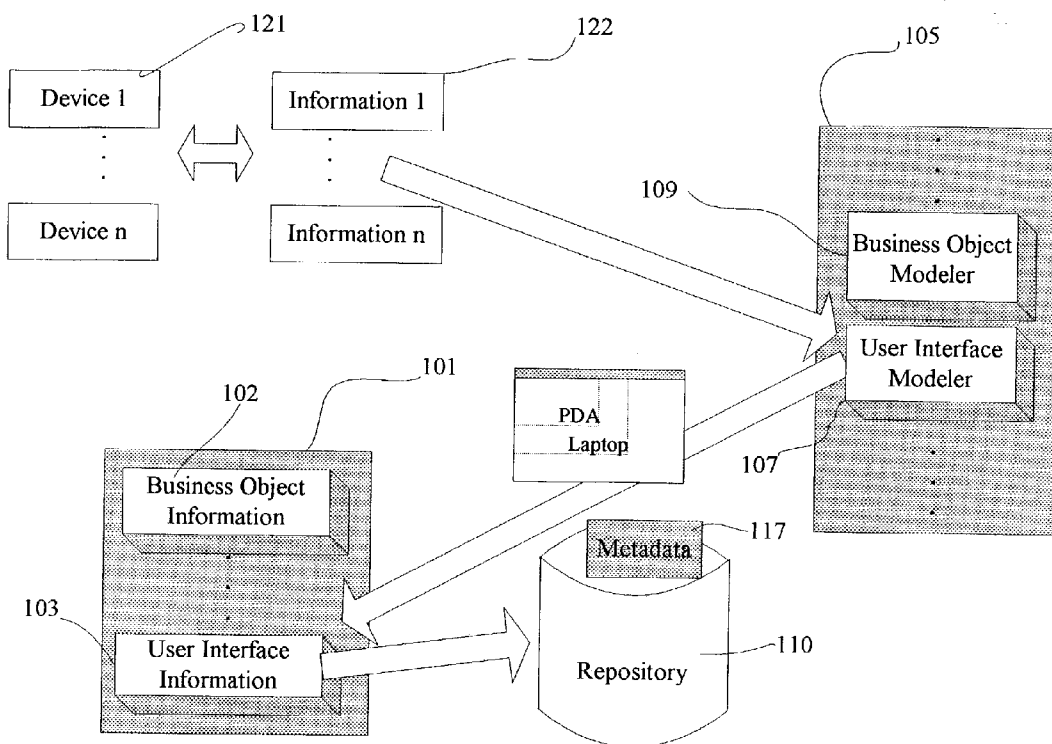 121
122
105
Device 1
Information 1
109
Device n
Information n
Business Object
Modeler
User Interface
Modeler
101
102
PDA
Laptop
107
Business Object
Information
117
Metadata
103
User Interface
Information
110
Repository